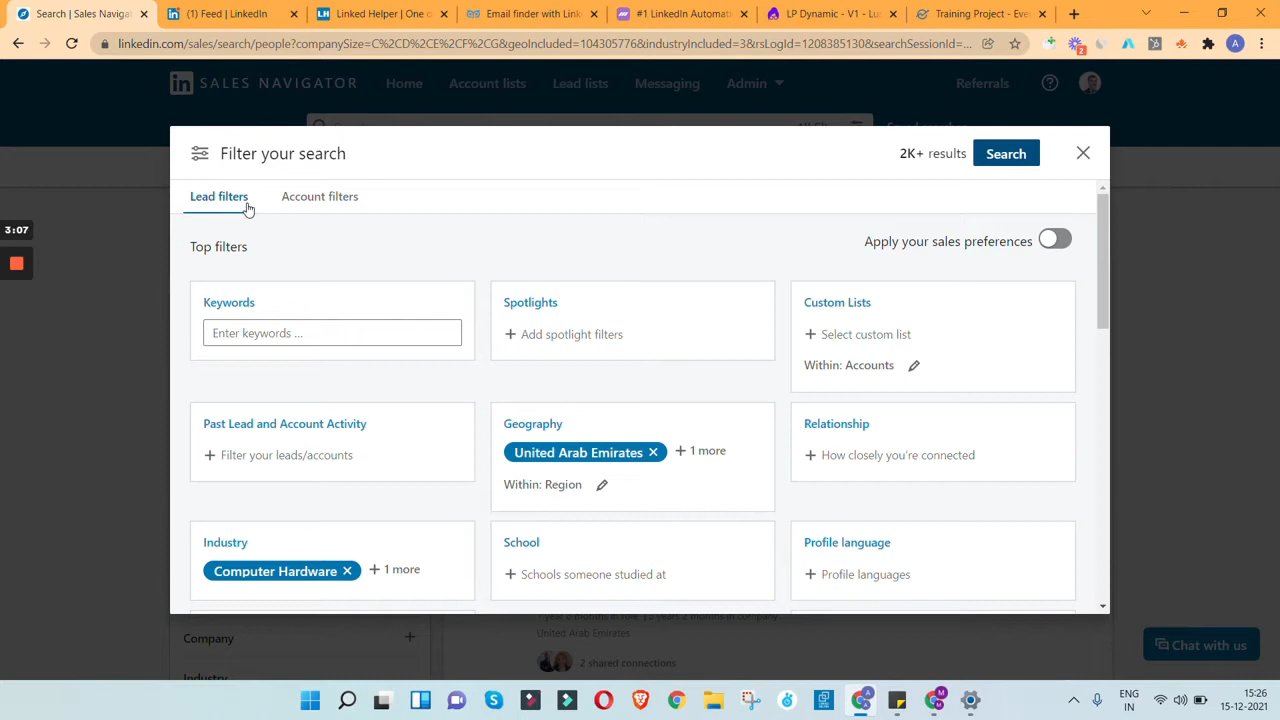 Search | Sales Naviga
(1) Feed | LinkedIn
Linked Helper | One o
Email finder with Link
#1 LinkedIn Automati
LP Dynamic - V1 - Lus
Training Project - Eve
linkedin.com/sales/search/people?companySize=C%2CD%2CE%2CF%2CG&geoIncluded=104305776&industryIncluded=3&rsLogId=1208385130&searchSessionId=...
2
A
in SALES NAVIGATOR
Home
Account lists
Lead lists
Messaging
Admin
Referrals
Filter your search
2K+ results
Search
Lead filters
Account filters
3:07
Top filters
Apply your sales preferences
Keywords
Enter keywords ...
Spotlights
+ Add spotlight filters
Custom Lists
+ Select custom list
Within: Accounts
Past Lead and Account Activity
+ Filter your leads/accounts
Geography
United Arab Emirates
+ 1 more
Within: Region
Relationship
+ How closely you're connected
Industry
Computer Hardware
+ 1 more
School
+ Schools someone studied at
Profile language
+ Profile languages
Company
United Arab Emirates
2 shared connections
Industry
Chat with us
ENG
IN
15:26
15-12-2021